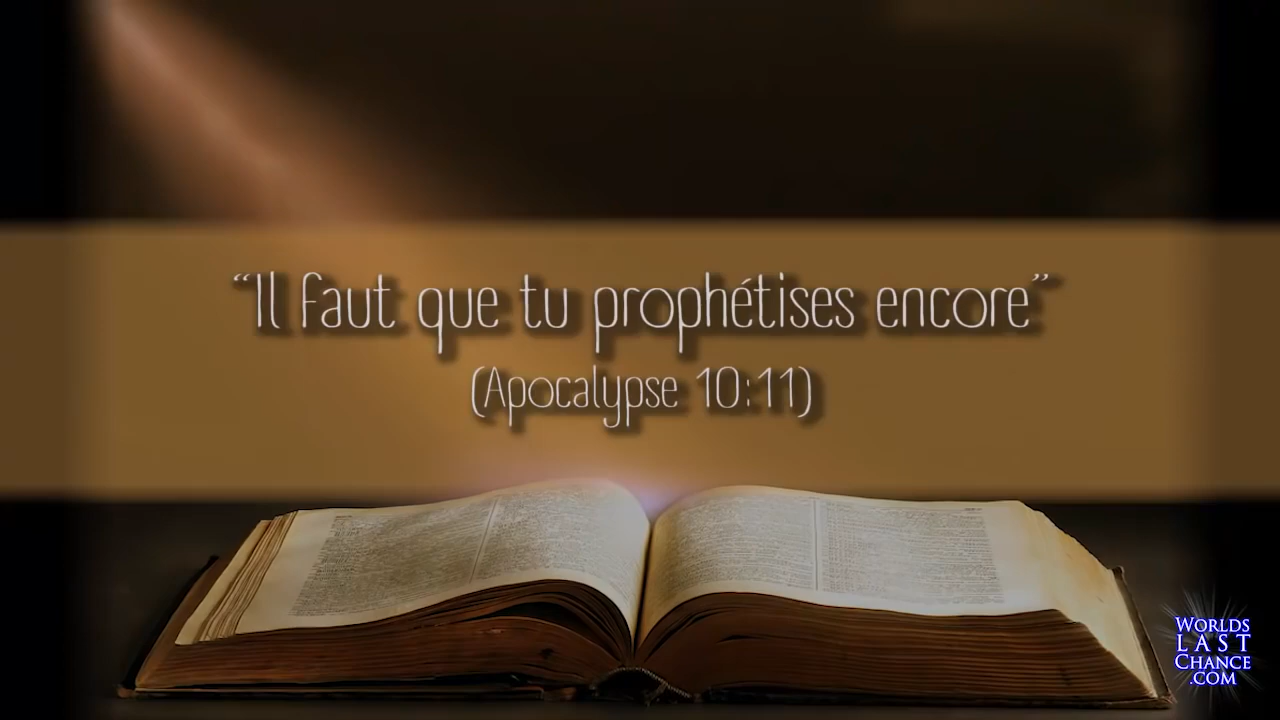 “Il faut que tu prophétises encore”
(Apocalypse 10:11)
WORLDS
LAST
CHANCE
.COM